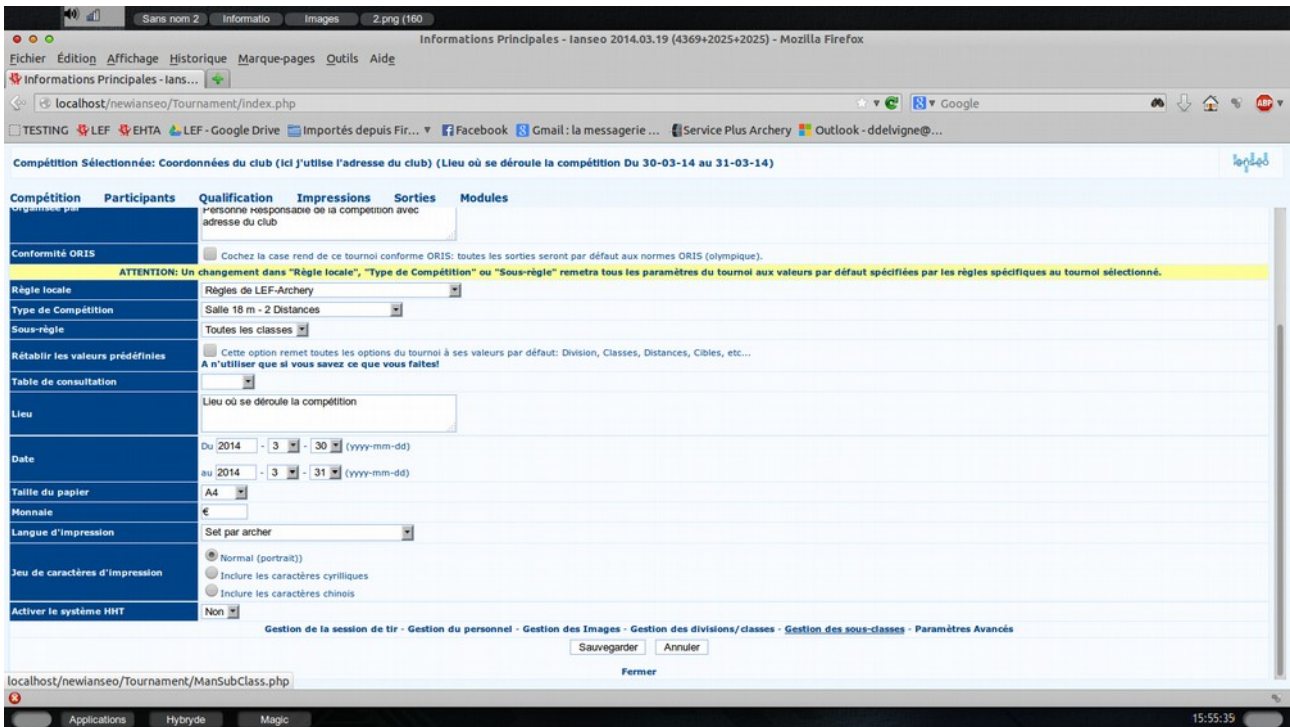 Sans nom 2 Informatio Images 2.png (160
Informations Principales - Ianseo 2014.03.19 (4369+2025+2025) - Mozilla Firefox
Fichier Édition Affichage Historique Marque-pages Outils Aide
Informations Principales - Ians...
localhost/newianseo/Tournament/index.php Google ABP
TESTING LEF EHTA LEF - Google Drive Importés depuis Fir... Facebook Gmail : la messagerie ... Service Plus Archery Outlook - ddelvigne@...
Compétition Sélectionnée: Coordonnées du club (ici j'utilse l'adresse du club) (Lieu où se déroule la compétition Du 30-03-14 au 31-03-14) ianseo
Compétition Participants Qualification Impressions Sorties Modules
Organisée par Personne Responsable de la compétition avec
adresse du club
Conformité ORIS Cochez la case rend de ce tournoi conforme ORIS: toutes les sorties seront par défaut aux normes ORIS (olympique).
ATTENTION: Un changement dans "Règle locale", "Type de Compétition" ou "Sous-règle" remetra tous les paramètres du tournoi aux valeurs par défaut spécifiées par les règles spécifiques au tournoi sélectionné.
Règle locale Règles de LEF-Archery
Type de Compétition Salle 18 m - 2 Distances
Sous-règle Toutes les classes
Rétablir les valeurs prédéfinies Cette option remet toutes les options du tournoi à ses valeurs par défaut: Division, Classes, Distances, Cibles, etc...
A n'utiliser que si vous savez ce que vous faites!
Table de consultation
Lieu Lieu où se déroule la compétition
Date Du 2014 - 3 - 30 (yyyy-mm-dd)
au 2014 - 3 - 31 (yyyy-mm-dd)
Taille du papier A4
Monnaie €
Langue d'impression Set par archer
Jeu de caractères d'impression Normal (portrait))
Inclure les caractères cyrilliques
Inclure les caractères chinois
Activer le système HHT Non
Gestion de la session de tir - Gestion du personnel - Gestion des Images - Gestion des divisions/classes - Gestion des sous-classes - Paramètres Avancés
Sauvegarder Annuler
Fermer
localhost/newianseo/Tournament/ManSubClass.php
Applications Hybryde Magic 15:55:35